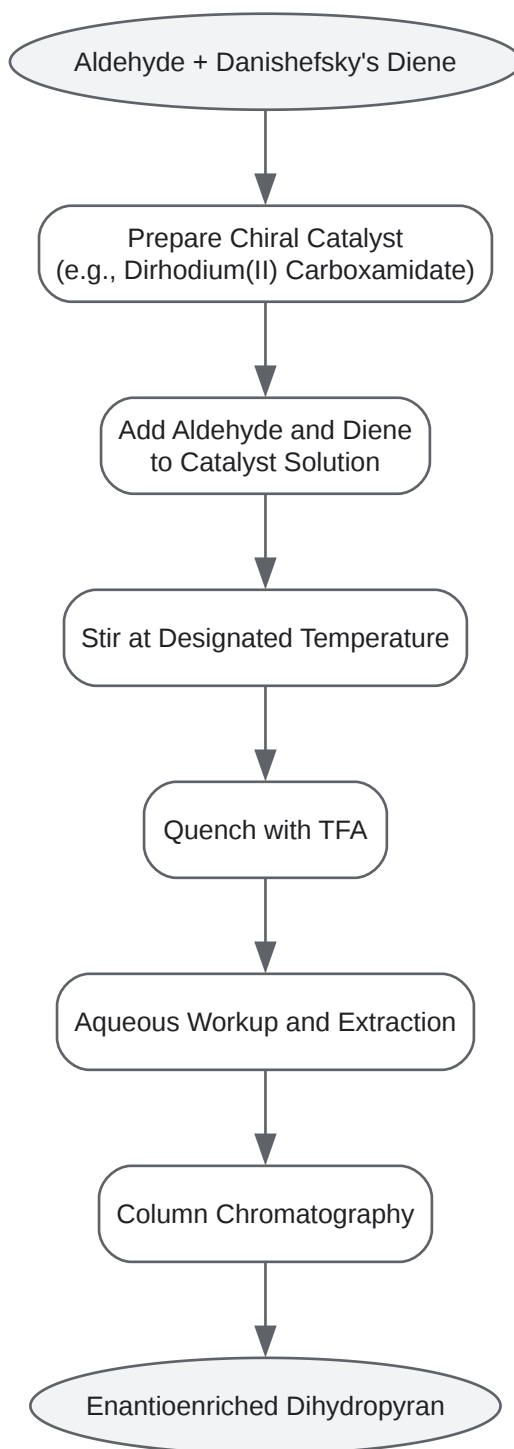 Aldehyde + Danishefsky's Diene
Prepare Chiral Catalyst
(e.g., Dirhodium(II) Carboxamidate)
Add Aldehyde and Diene
to Catalyst Solution
Stir at Designated Temperature
Quench with TFA
Aqueous Workup and Extraction
Column Chromatography
Enantioenriched Dihydropyran